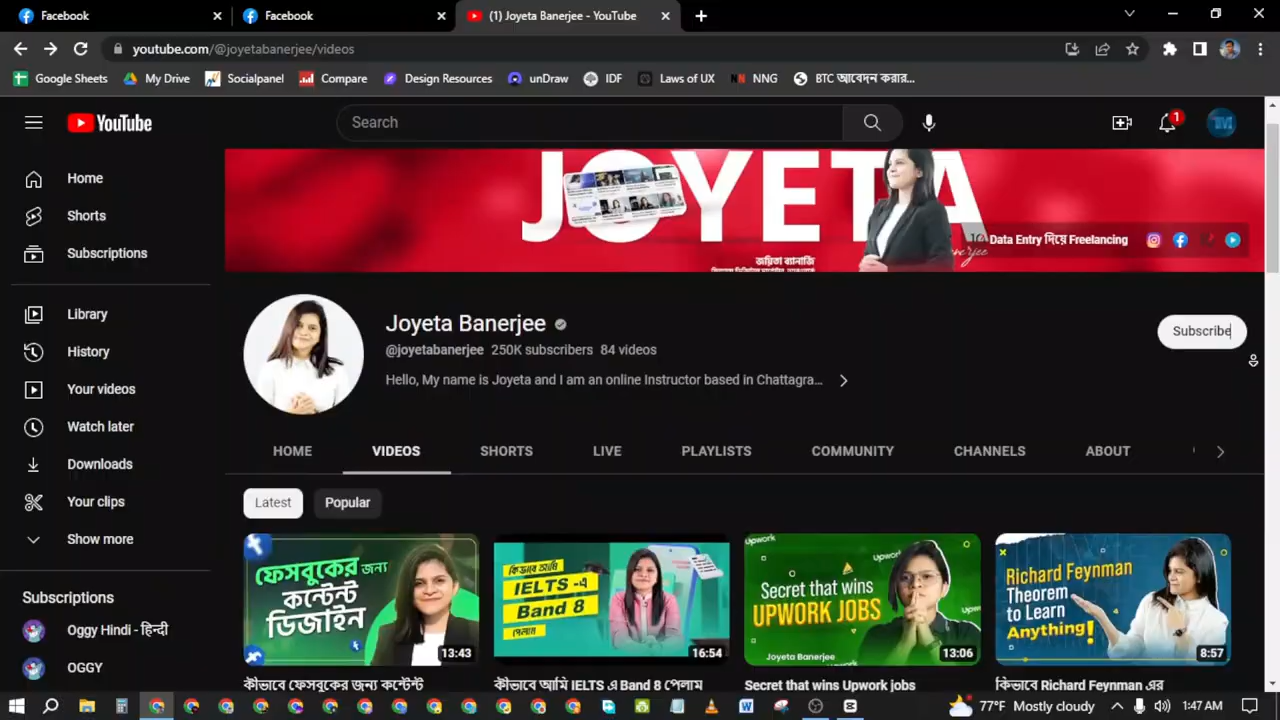 Facebook
Facebook
(1) Joyeta Banerjee - YouTube
youtube.com/@joyetabanerjee/videos
Google Sheets
My Drive
Socialpanel
Compare
Design Resources
unDraw
IDF
Laws of UX
NN
NNG
BTC আবেদন করার...
YouTube
Search
1
TM
Home
Shorts
Subscriptions
Library
History
Your videos
Watch later
Downloads
Your clips
Show more
Subscriptions
Oggy Hindi - हिन्दी
OGGY
JOYETA
জয়িতা ব্যানার্জি
Data Entry দিয়ে Freelancing
Joyeta Banerjee
@joyetabanerjee 250K subscribers 84 videos
Hello, My name is Joyeta and I am an online Instructor based in Chattagra...
Subscribe
HOME
VIDEOS
SHORTS
LIVE
PLAYLISTS
COMMUNITY
CHANNELS
ABOUT
Latest
Popular
ফেসবুকের জন্য
কন্টেন্ট
ডিজাইন
13:43
কীভাবে ফেসবুকের জন্য কন্টেন্ট
কিভাবে আমি
IELTS -এ
Band 8
পেলাম
16:54
কীভাবে আমি IELTS এ Band 8 পেলাম
Upwork
Secret that wins
UPWORK JOBS
Joyeta Banerjee
13:06
Secret that wins Upwork jobs
Richard Feynman
Theorem
to Learn
Anything!
8:57
কিভাবে Richard Feynman এর
77°F Mostly cloudy
1:47 AM